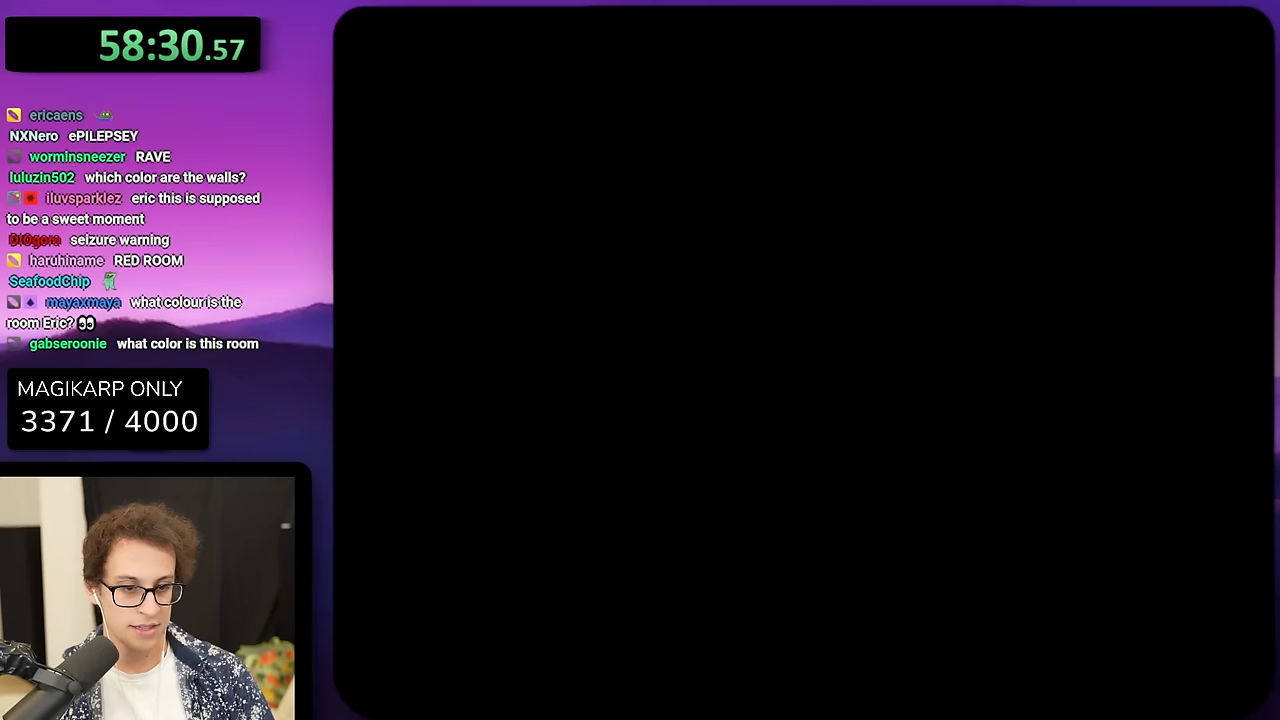 58:30.57
ericaens
NXNero ePILEPSEY
worminsneezer RAVE
luluzin502 which color are the walls?
iluvsparklez eric this is supposed
to be a sweet moment
DiOgora seizure warning
haruhiname RED ROOM
SeafoodChip
mayaxmaya what colour is the
room Eric?
gabseroonie what color is this room
MAGIKARP ONLY
3371 / 4000